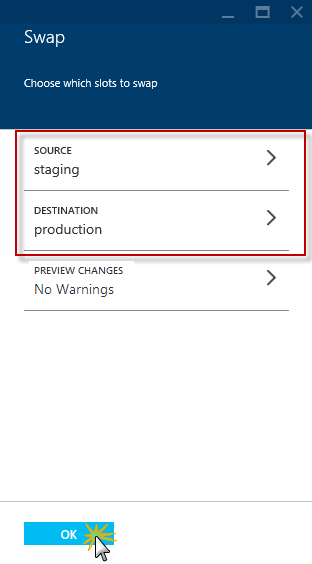 Swap
Choose which slots to swap
SOURCE
staging
DESTINATION
production
PREVIEW CHANGES
No Warnings
OK